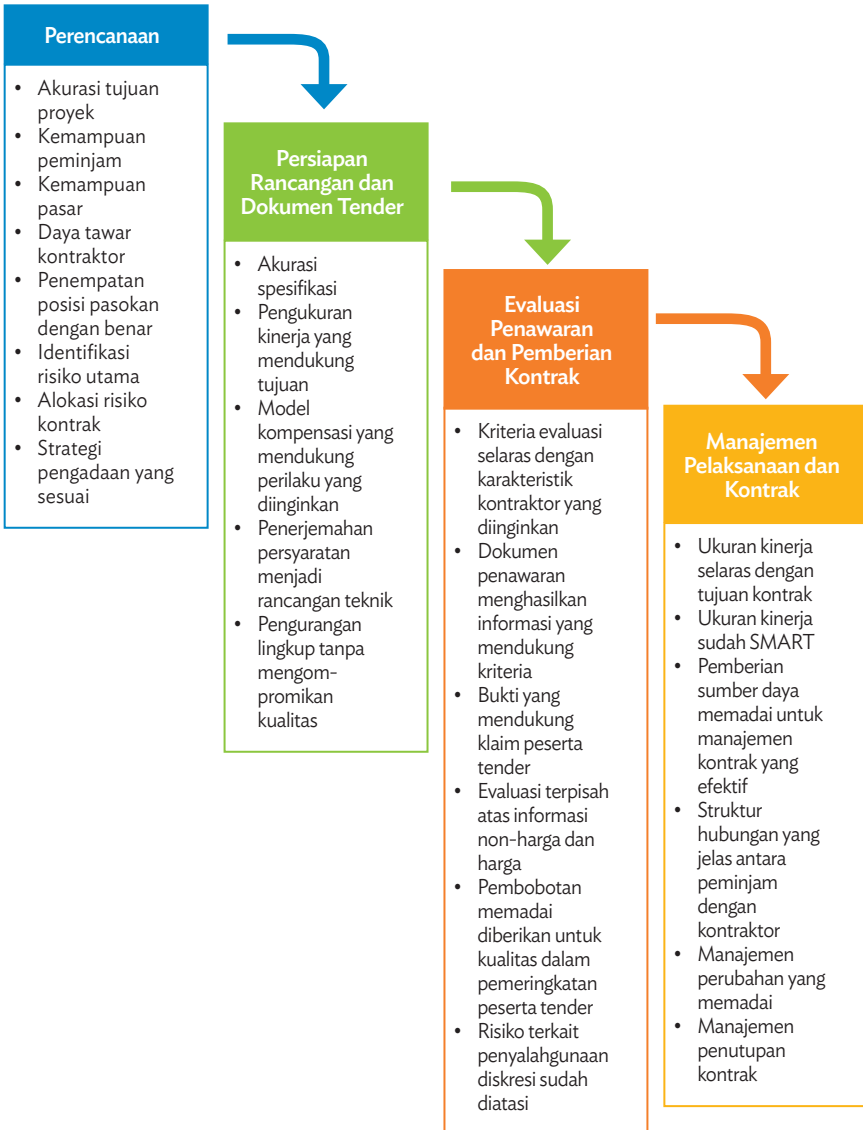 Perencanaan
• Akurasi tujuan
proyek
• Kemampuan
peminjam
• Kemampuan
pasar
• Daya tawar
kontraktor
• Penempatan
posisi pasokan
dengan benar
• Identifikasi
risiko utama
• Alokasi risiko
kontrak
• Strategi
pengadaan yang
sesuai
Persiapan
Rancangan dan
Dokumen Tender
• Akurasi
spesifikasi
• Pengukuran
kinerja yang
mendukung
tujuan
• Model
kompensasi yang
mendukung
perilaku yang
diinginkan
• Penerjemahan
persyaratan
menjadi
rancangan teknik
• Pengurangan
lingkup tanpa
mengom-
promikan
kualitas
Evaluasi
Penawaran
dan Pemberian
Kontrak
• Kriteria evaluasi
selaras dengan
karakteristik
kontraktor yang
diinginkan
• Dokumen
penawaran
menghasilkan
informasi yang
mendukung
kriteria
• Bukti yang
mendukung
klaim peserta
tender
• Evaluasi terpisah
atas informasi
non-harga dan
harga
• Pembobotan
memadai
diberikan untuk
kualitas dalam
pemeringkatan
peserta tender
• Risiko terkait
penyalahgunaan
diskresi sudah
diatasi
Manajemen
Pelaksanaan dan
Kontrak
• Ukuran kinerja
selaras dengan
tujuan kontrak
• Ukuran kinerja
sudah SMART
• Pemberian
sumber daya
memadai untuk
manajemen
kontrak yang
efektif
• Struktur
hubungan yang
jelas antara
peminjam
dengan
kontraktor
• Manajemen
perubahan yang
memadai
• Manajemen
penutupan
kontrak